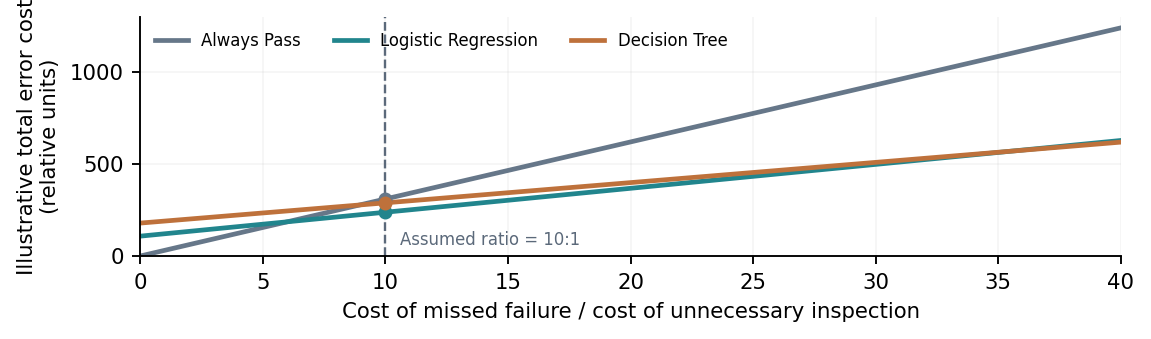 Illustrative total error cost
(relative units)
Always Pass
Logistic Regression
Decision Tree
1000
500
0
Assumed ratio = 10:1
0 5 10 15 20 25 30 35 40
Cost of missed failure / cost of unnecessary inspection